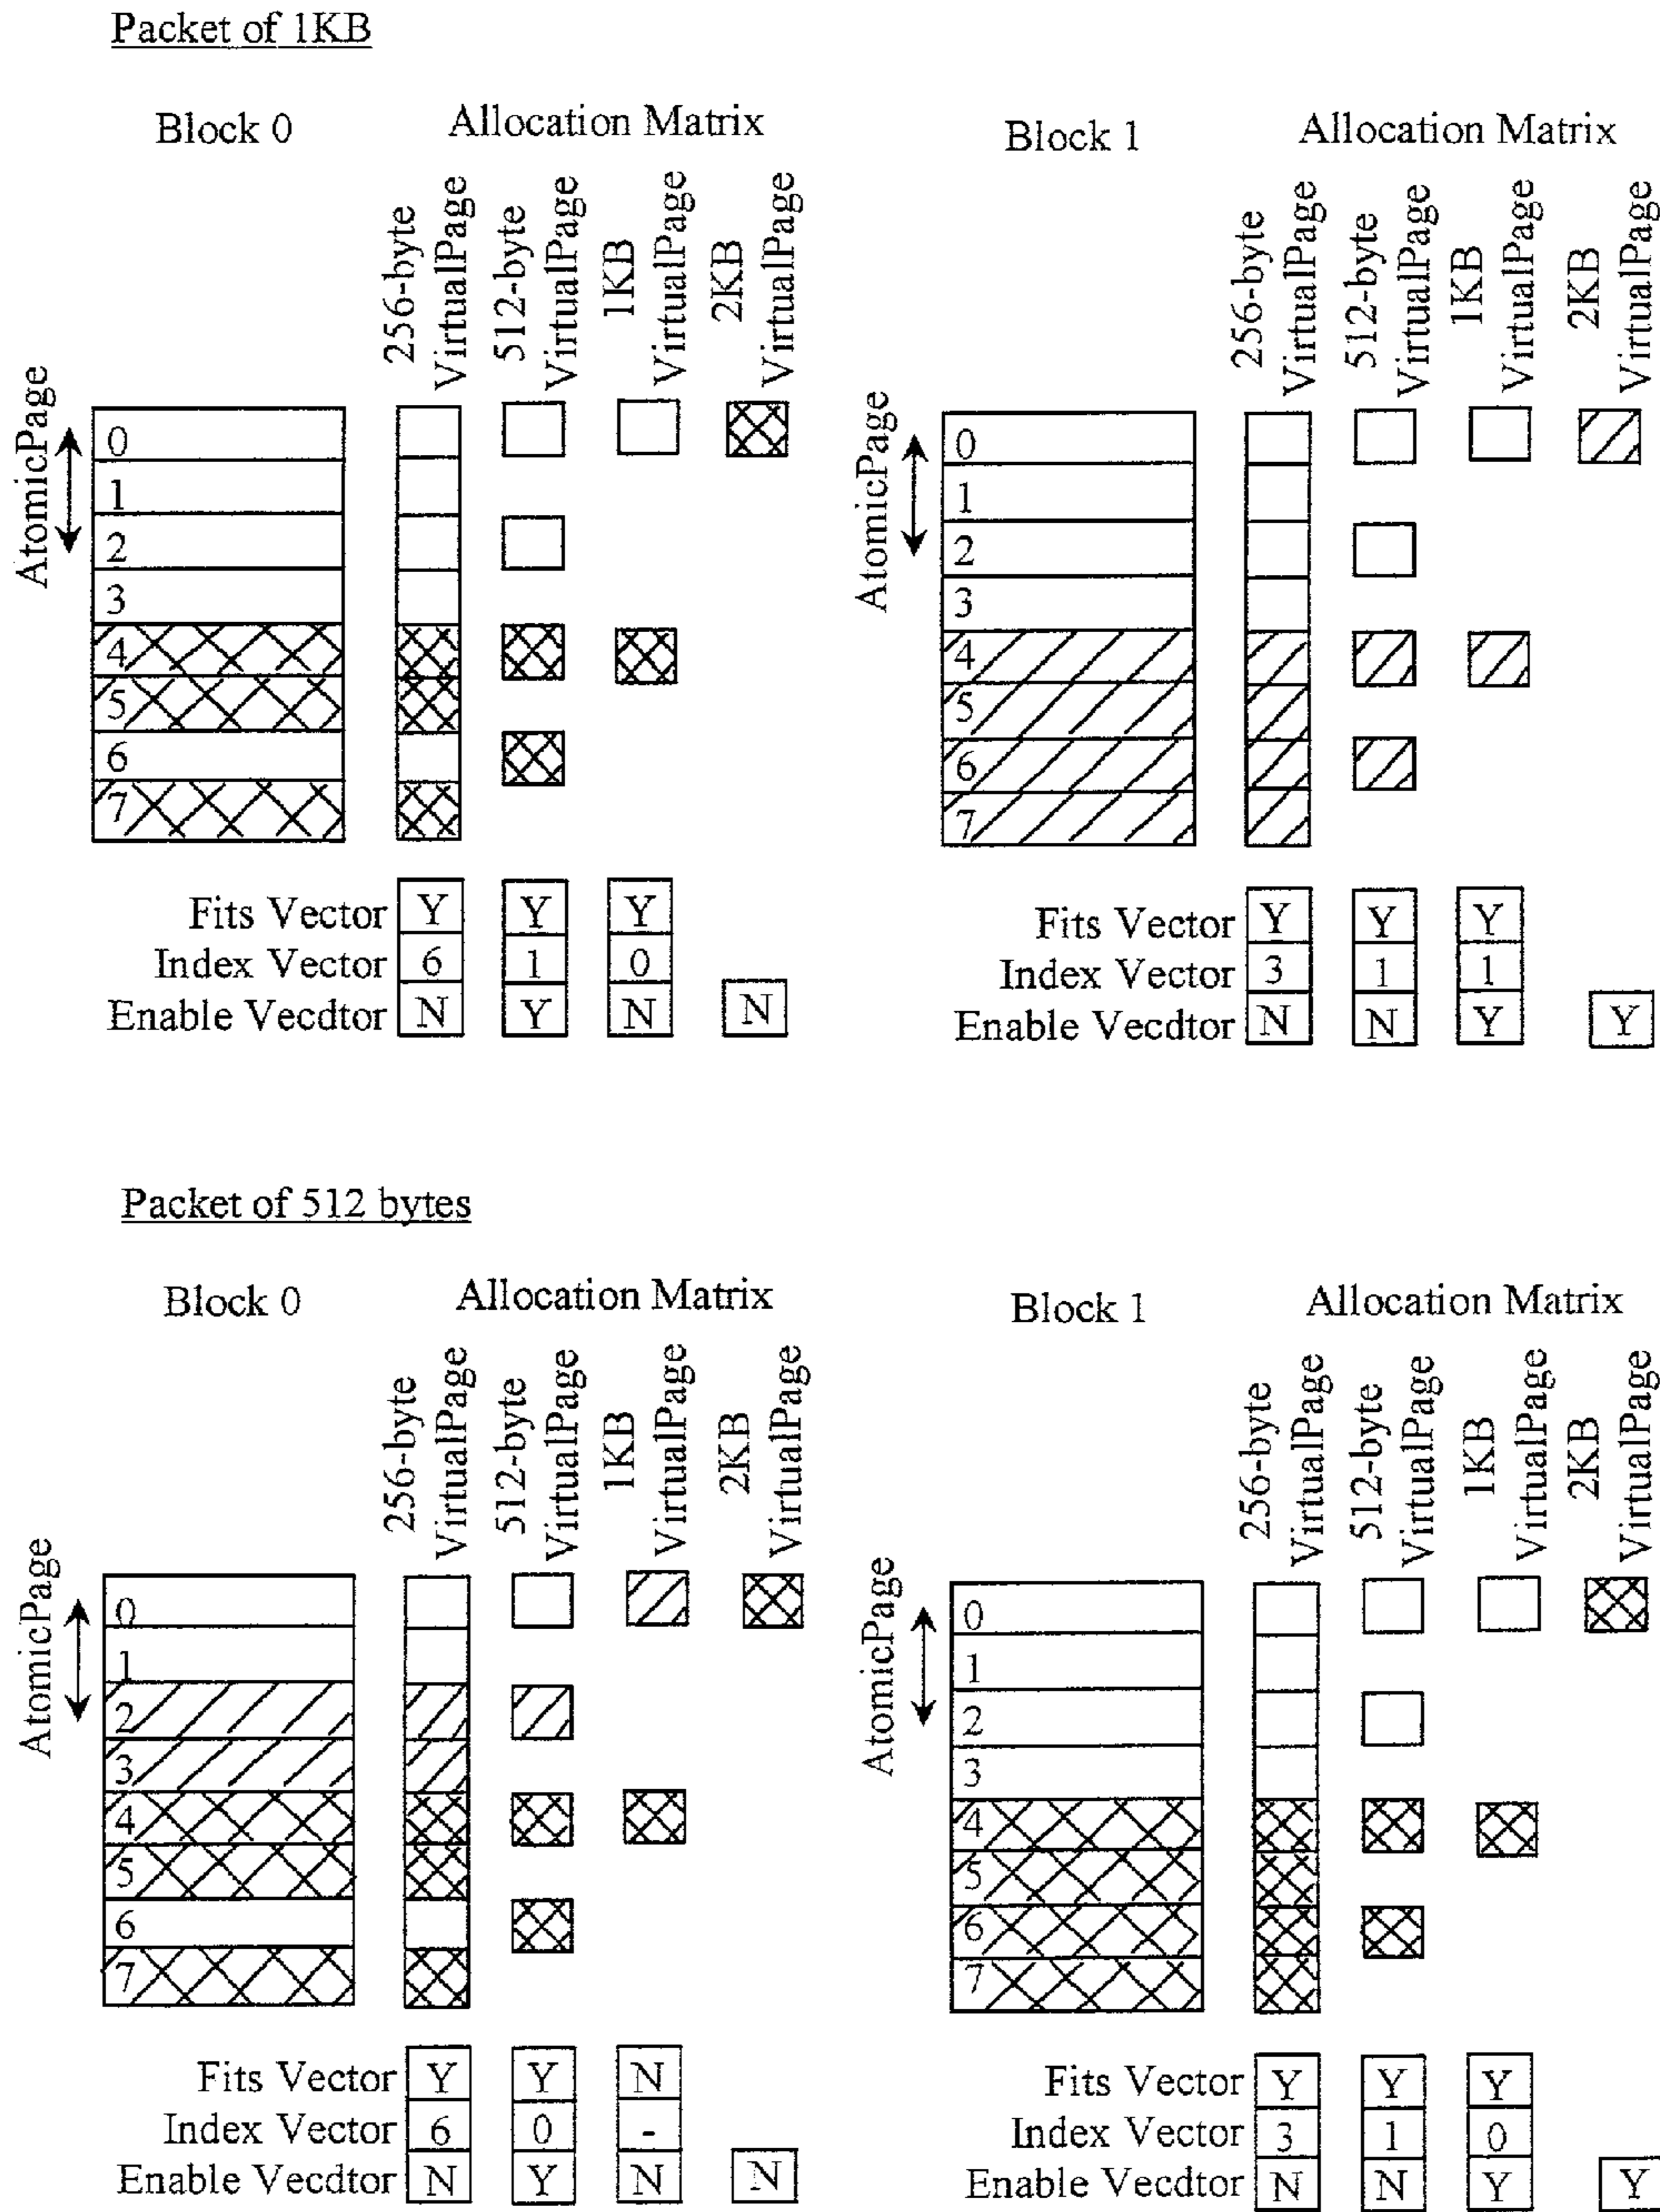 Packet of 1KB
Block 0
Allocation Matrix
256-byte
VirtualPage
512-byte
VirtualPage
1KB
VirtualPage
2KB
VirtualPage
AtomicPage
0
1
2
3
4
5
6
7
Fits Vector Y Y Y
Index Vector 6 1 0
Enable Vecdtor N Y N N
Block 1
Allocation Matrix
256-byte
VirtualPage
512-byte
VirtualPage
1KB
VirtualPage
2KB
VirtualPage
AtomicPage
0
1
2
3
4
5
6
7
Fits Vector Y Y Y
Index Vector 3 1 1
Enable Vecdtor N N Y Y
Packet of 512 bytes
Block 0
Allocation Matrix
256-byte
VirtualPage
512-byte
VirtualPage
1KB
VirtualPage
2KB
VirtualPage
AtomicPage
0
1
2
3
4
5
6
7
Fits Vector Y Y N
Index Vector 6 0 -
Enable Vecdtor N Y N N
Block 1
Allocation Matrix
256-byte
VirtualPage
512-byte
VirtualPage
1KB
VirtualPage
2KB
VirtualPage
AtomicPage
0
1
2
3
4
5
6
7
Fits Vector Y Y Y
Index Vector 3 1 0
Enable Vecdtor N N Y Y